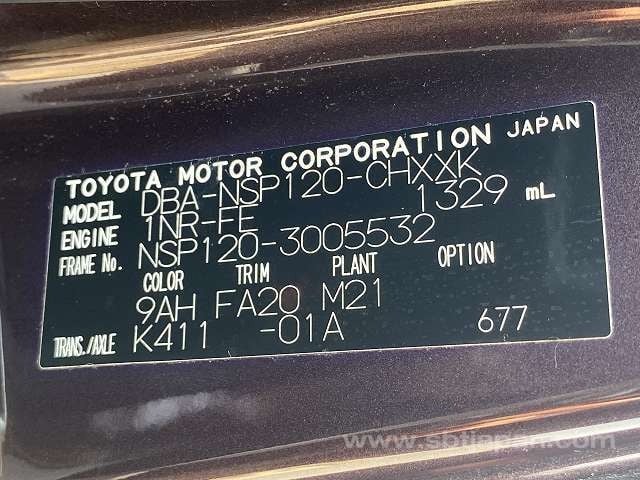 TOYOTA MOTOR CORPORATION JAPAN
MODEL DBA-NSP120-CHXXK
ENGINE 1NR-FE 1329 mL
FRAME No. NSP120-3005532
COLOR TRIM PLANT OPTION
9AH FA20 M21
TRANS./AXLE K411 -01A 677
www.sbtjapan.com